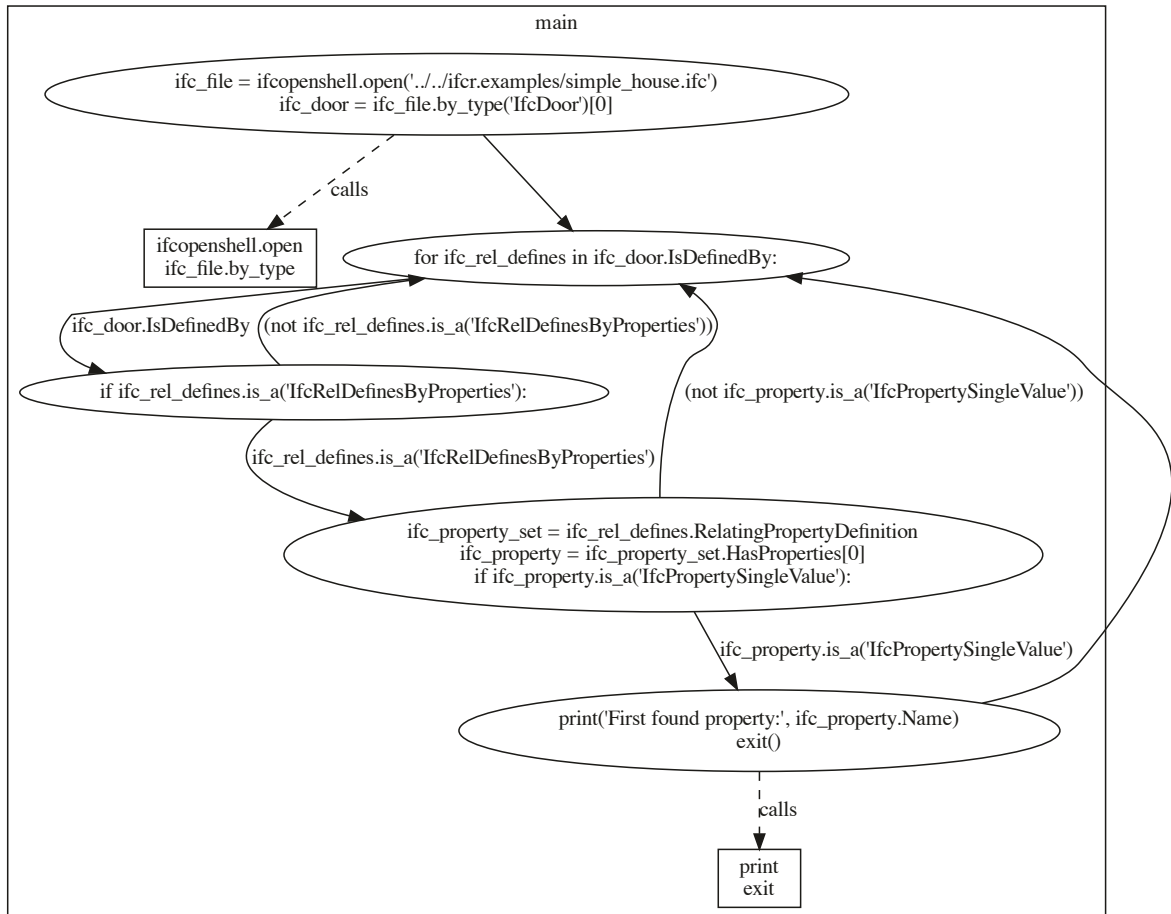 main
ifc_file = ifcopenshell.open('../../ifcr.examples/simple_house.ifc')
ifc_door = ifc_file.by_type('IfcDoor')[0]
calls
ifcopenshell.open
ifc_file.by_type
for ifc_rel_defines in ifc_door.IsDefinedBy:
ifc_door.IsDefinedBy
(not ifc_rel_defines.is_a('IfcRelDefinesByProperties'))
if ifc_rel_defines.is_a('IfcRelDefinesByProperties'):
(not ifc_property.is_a('IfcPropertySingleValue'))
ifc_rel_defines.is_a('IfcRelDefinesByProperties')
ifc_property_set = ifc_rel_defines.RelatingPropertyDefinition
ifc_property = ifc_property_set.HasProperties[0]
if ifc_property.is_a('IfcPropertySingleValue'):
ifc_property.is_a('IfcPropertySingleValue')
print('First found property:', ifc_property.Name)
exit()
calls
print
exit